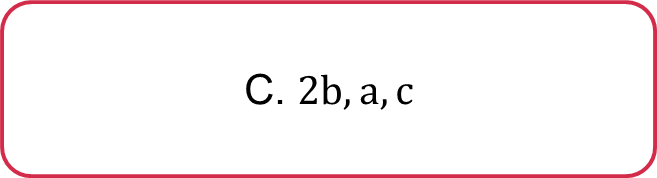 C. 2b, a, c